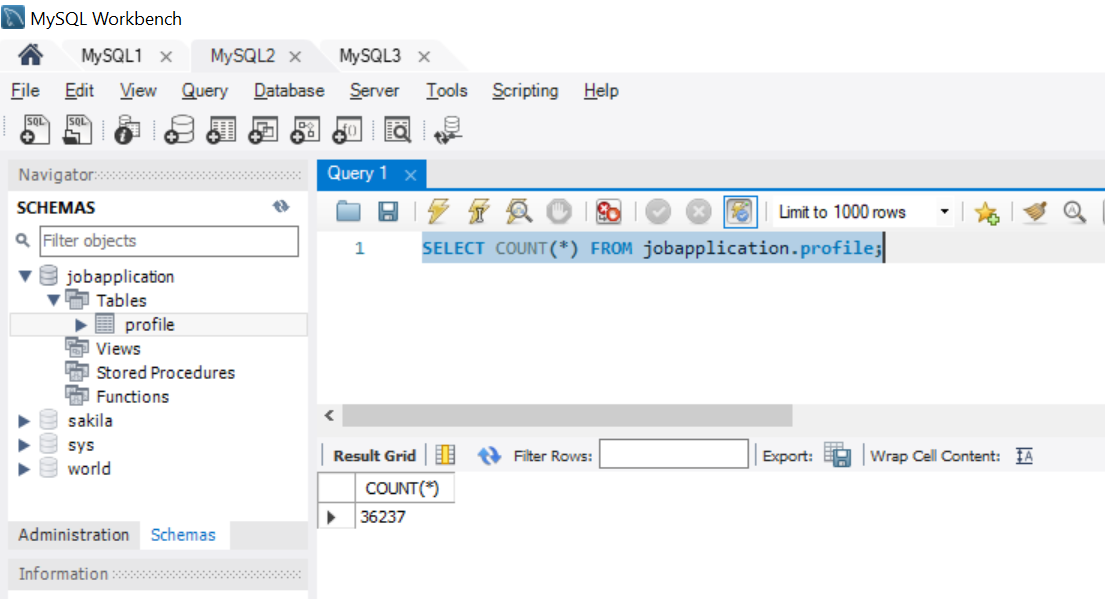 MySQL Workbench
MySQL1 MySQL2 MySQL3
File Edit View Query Database Server Tools Scripting Help
Navigator
Query 1
SCHEMAS
Limit to 1000 rows
Filter objects
1 SELECT COUNT(*) FROM jobapplication.profile;
jobapplication
Tables
profile
Views
Stored Procedures
Functions
sakila
sys
world
Result Grid Filter Rows: Export: Wrap Cell Content:
COUNT(*)
36237
Administration Schemas
Information